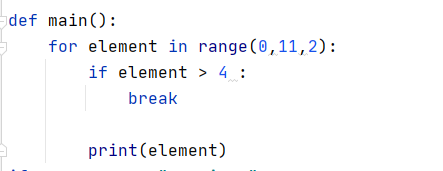 def main():
    for element in range(0,11,2):
        if element > 4 :
            break
        print(element)